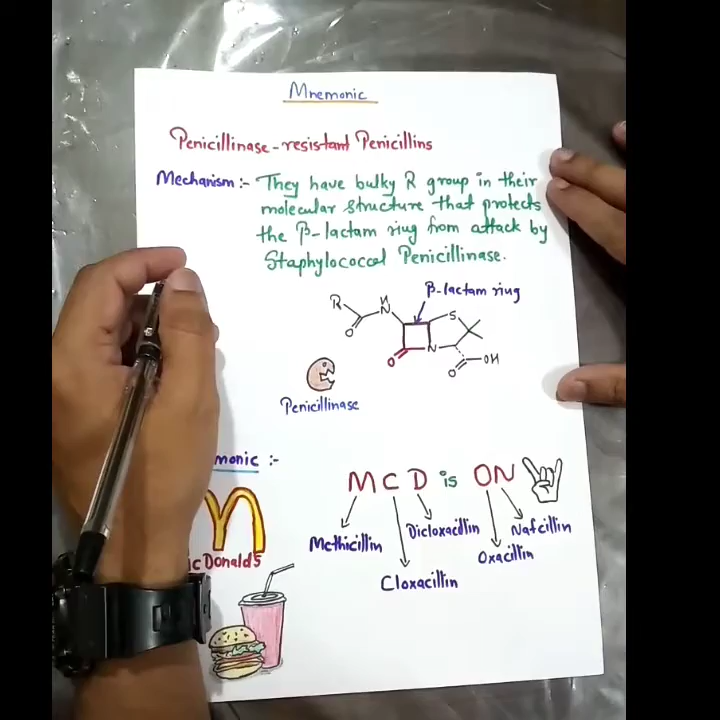 Mnemonic
Penicillinase-resistant Penicillins
Mechanism:- They have bulky R group in their
molecular structure that protects
the β-lactam ring from attack by
Staphylococcal Penicillinase.
β-lactam ring
R
H
N
S
O
O
N
O
OH
Penicillinase
monic :-
MCD is ON
cDonald's
Methicillin
Dicloxacillin
Nafcillin
Oxacillin
Cloxacillin